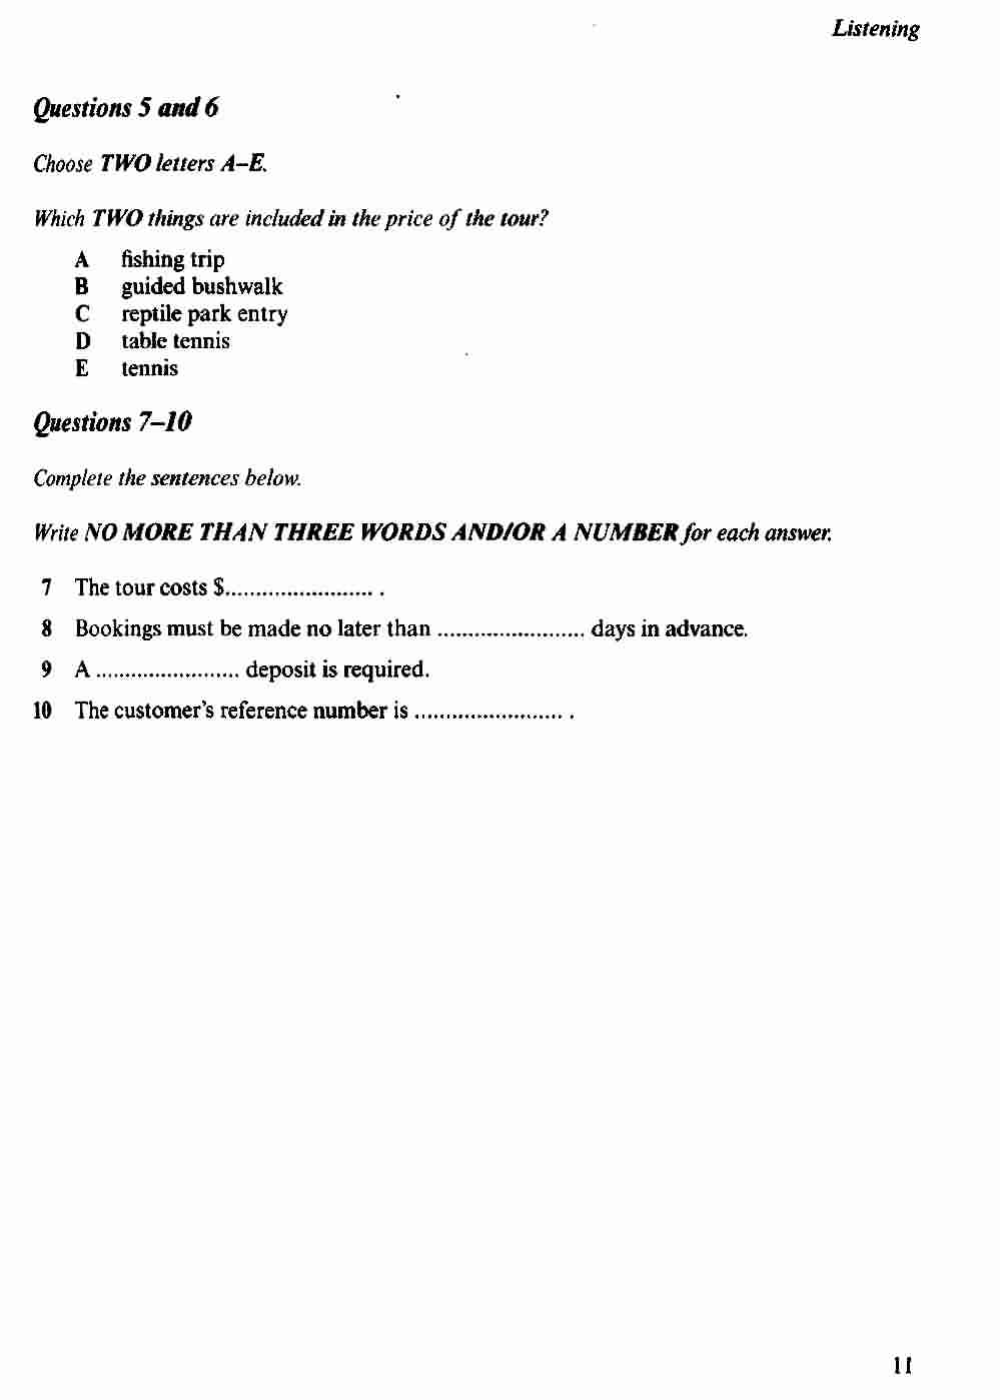 Listening
Questions 5 and 6
Choose TWO letters A–E.
Which TWO things are included in the price of the tour?
A fishing trip
B guided bushwalk
C reptile park entry
D table tennis
E tennis
Questions 7–10
Complete the sentences below.
Write NO MORE THAN THREE WORDS AND/OR A NUMBER for each answer.
7 The tour costs $........................ .
8 Bookings must be made no later than ........................ days in advance.
9 A ........................ deposit is required.
10 The customer's reference number is ........................ .
11